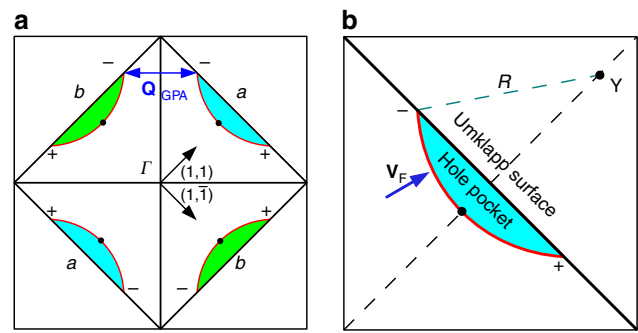 a
b
− −
b
Q GPA
a
+ +
Γ
(1,1)
(1,1̄)
+ +
a
b
− −
Y
R
−
Umklapp surface
V F
Hole pocket
+